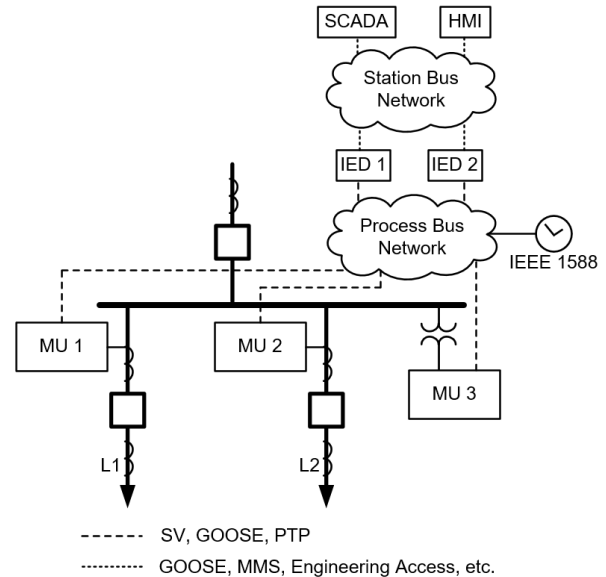 SCADA
HMI
Station Bus
Network
IED 1
IED 2
Process Bus
Network
IEEE 1588
MU 1
MU 2
MU 3
L1
L2
SV, GOOSE, PTP
GOOSE, MMS, Engineering Access, etc.